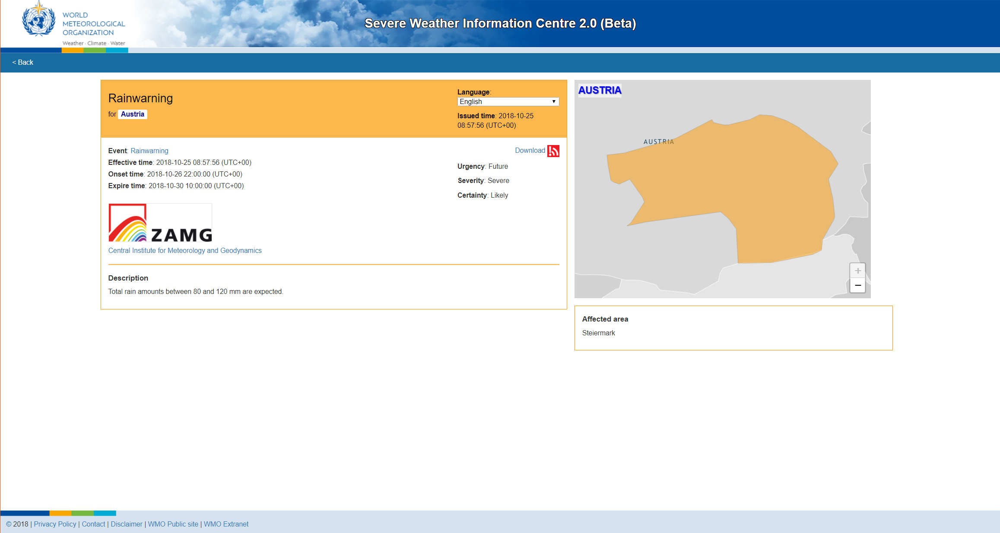 WORLD
METEOROLOGICAL
ORGANIZATION
Weather · Climate · Water
Severe Weather Information Centre 2.0 (Beta)
< Back
Rainwarning
for Austria
Language:
English
Issued time: 2018-10-25
08:57:56 (UTC+00)
Event: Rainwarning
Effective time: 2018-10-25 08:57:56 (UTC+00)
Onset time: 2018-10-26 22:00:00 (UTC+00)
Expire time: 2018-10-30 10:00:00 (UTC+00)
Download
Urgency: Future
Severity: Severe
Certainty: Likely
ZAMG
Central Institute for Meteorology and Geodynamics
Description
Total rain amounts between 80 and 120 mm are expected.
AUSTRIA
AUSTRIA
+
−
Affected area
Steiermark
© 2018 | Privacy Policy | Contact | Disclaimer | WMO Public site | WMO Extranet